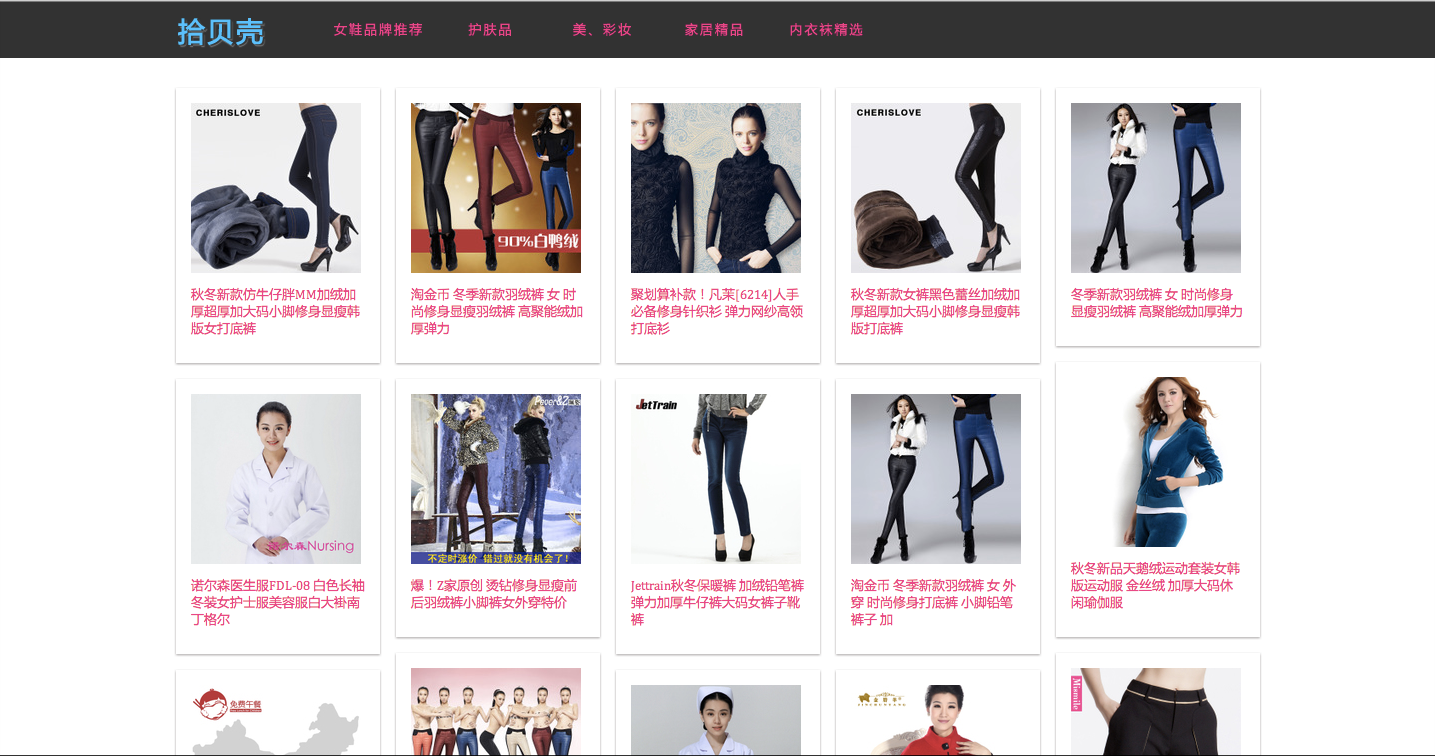 拾贝壳
女鞋品牌推荐
护肤品
美、彩妆
家居精品
内衣袜精选
CHERISLOVE
秋冬新款仿牛仔胖MM加绒加
厚超厚加大码小脚修身显瘦韩
版女打底裤
90%白鸭绒
淘金币 冬季新款羽绒裤 女 时
尚修身显瘦羽绒裤 高聚能绒加
厚弹力
聚划算补款！凡茉[6214]人手
必备修身针织衫 弹力网纱高领
打底衫
CHERISLOVE
秋冬新款女裤黑色蕾丝加绒加
厚超厚加大码小脚修身显瘦韩
版打底裤
冬季新款羽绒裤 女 时尚修身
显瘦羽绒裤 高聚能绒加厚弹力
Nursing
诺尔森医生服FDL-08 白色长袖
冬装女护士服美容服白大褂南
丁格尔
不定时涨价 错过就没有机会了！
爆！Z家原创 烫钻修身显瘦前
后羽绒裤小脚裤女外穿特价
JetTrain
Jettrain秋冬保暖裤 加绒铅笔裤
弹力加厚牛仔裤大码女裤子靴
裤
淘金币 冬季新款羽绒裤 女 外
穿 时尚修身打底裤 小脚铅笔
裤子 加
秋冬新品天鹅绒运动套装女韩
版运动服 金丝绒 加厚大码休
闲瑜伽服
免费午餐
Mismile